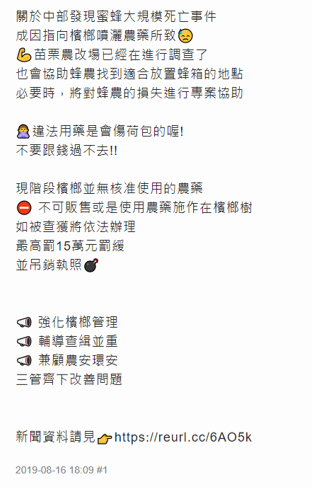 關於中部發現蜜蜂大規模死亡事件
成因指向檳榔噴灑農藥所致😥
💪苗栗農改場已經在進行調查了
也會協助蜂農找到適合放置蜂箱的地點
必要時，將對蜂農的損失進行專案協助
🙅違法用藥是會傷荷包的喔!
不要跟錢過不去!!
現階段檳榔並無核准使用的農藥
⛔ 不可販售或是使用農藥施作在檳榔樹
如被查獲將依法辦理
最高罰15萬元罰緩
並吊銷執照💣
📢 強化檳榔管理
📢 輔導查緝並重
📢 兼顧農安環安
三管齊下改善問題
新聞資料請見👉https://reurl.cc/6AO5k
2019-08-16 18:09 #1